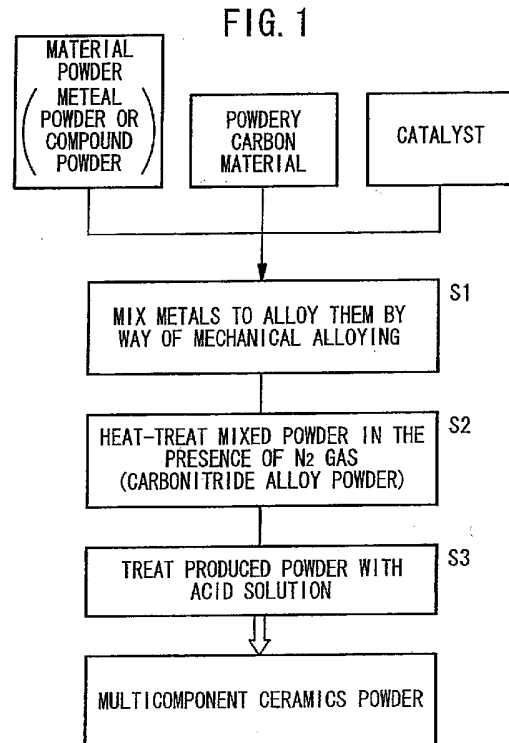 FIG. 1
MATERIAL
POWDER
( METEAL
POWDER OR
COMPOUND
POWDER )
POWDERY
CARBON
MATERIAL
CATALYST
S1
MIX METALS TO ALLOY THEM BY
WAY OF MECHANICAL ALLOYING
S2
HEAT-TREAT MIXED POWDER IN THE
PRESENCE OF N2 GAS
(CARBONITRIDE ALLOY POWDER)
S3
TREAT PRODUCED POWDER WITH
ACID SOLUTION
MULTICOMPONENT CERAMICS POWDER